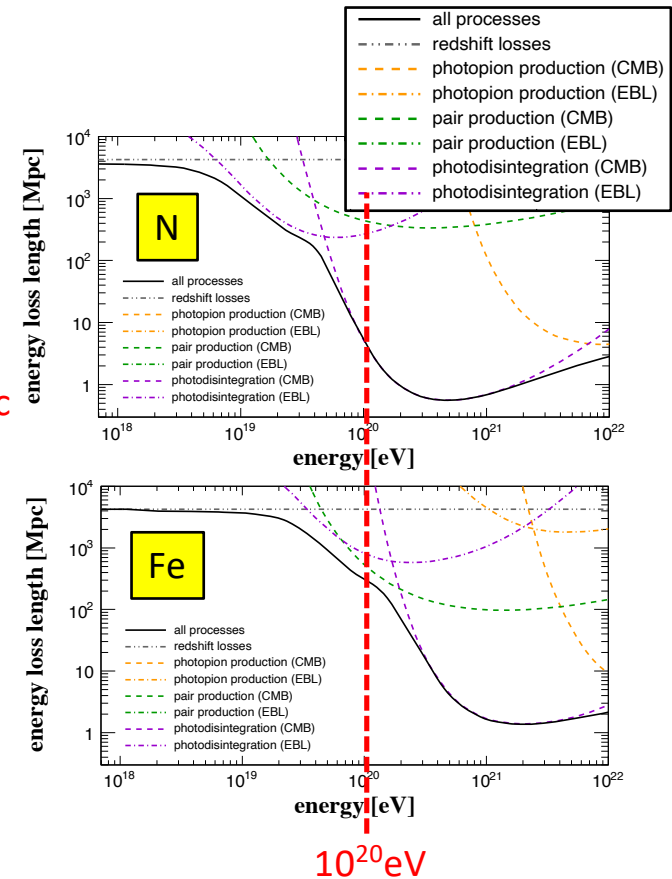 all processes
redshift losses
photopion production (CMB)
photopion production (EBL)
pair production (CMB)
pair production (EBL)
photodisintegration (CMB)
photodisintegration (EBL)
energy loss length [Mpc]
10⁴
10³
10²
10
1
N
all processes
redshift losses
photopion production (CMB)
photopion production (EBL)
pair production (CMB)
pair production (EBL)
photodisintegration (CMB)
photodisintegration (EBL)
10¹⁸ 10¹⁹ 10²⁰ 10²¹ 10²²
energy [eV]
c
energy loss length [Mpc]
10⁴
10³
10²
10
1
Fe
all processes
redshift losses
photopion production (CMB)
photopion production (EBL)
pair production (CMB)
pair production (EBL)
photodisintegration (CMB)
photodisintegration (EBL)
10¹⁸ 10¹⁹ 10²⁰ 10²¹ 10²²
energy [eV]
10²⁰eV